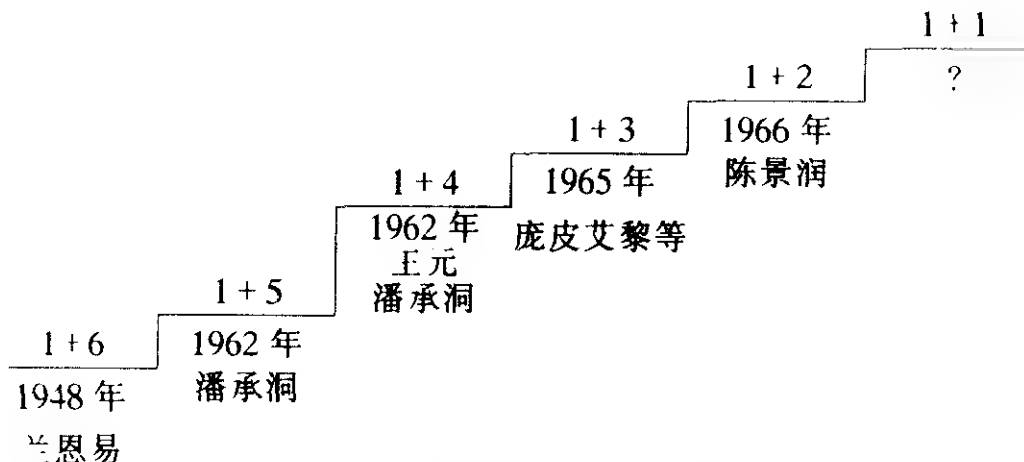 1 + 1
?
1 + 2
1966 年
陈景润
1 + 3
1965 年
庞皮艾黎等
1 + 4
1962 年
王元
潘承洞
1 + 5
1962 年
潘承洞
1 + 6
1948 年
兰恩易